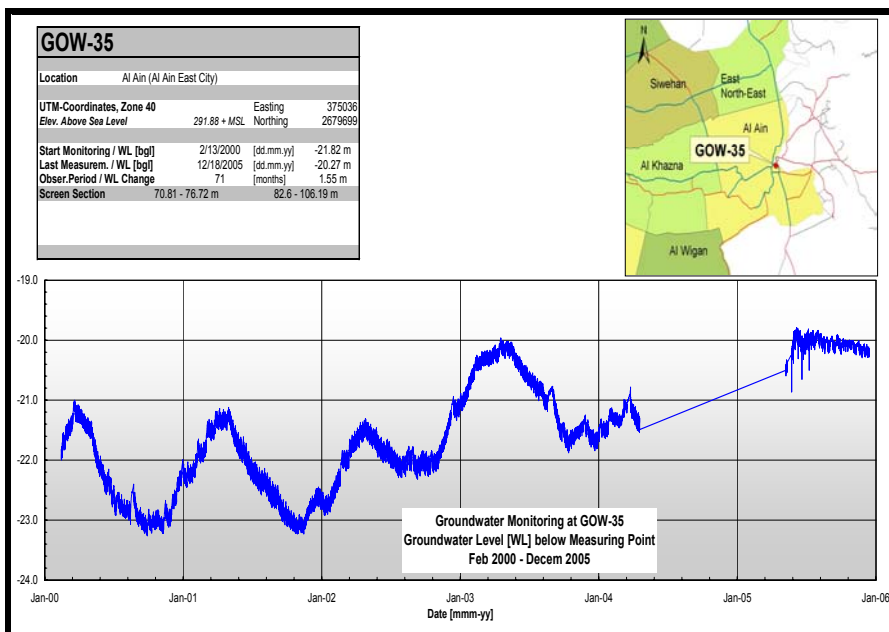 GOW-35
Location Al Ain (Al Ain East City)
UTM-Coordinates, Zone 40 Easting 375036
Elev. Above Sea Level 291.88 + MSL Northing 2679699
Start Monitoring / WL [bgl] 2/13/2000 [dd.mm.yy] -21.82 m
Last Measurem. / WL [bgl] 12/18/2005 [dd.mm.yy] -20.27 m
Obser.Period / WL Change 71 [months] 1.55 m
Screen Section 70.81 - 76.72 m 82.6 - 106.19 m
N
Siwehan
East
North-East
Al Ain
GOW-35
Al Khazna
Al Wigan
-19.0
-20.0
-21.0
-22.0
-23.0
-24.0
Groundwater Monitoring at GOW-35
Groundwater Level [WL] below Measuring Point
Feb 2000 - Decem 2005
Jan-00 Jan-01 Jan-02 Jan-03 Jan-04 Jan-05 Jan-06
Date [mmm-yy]